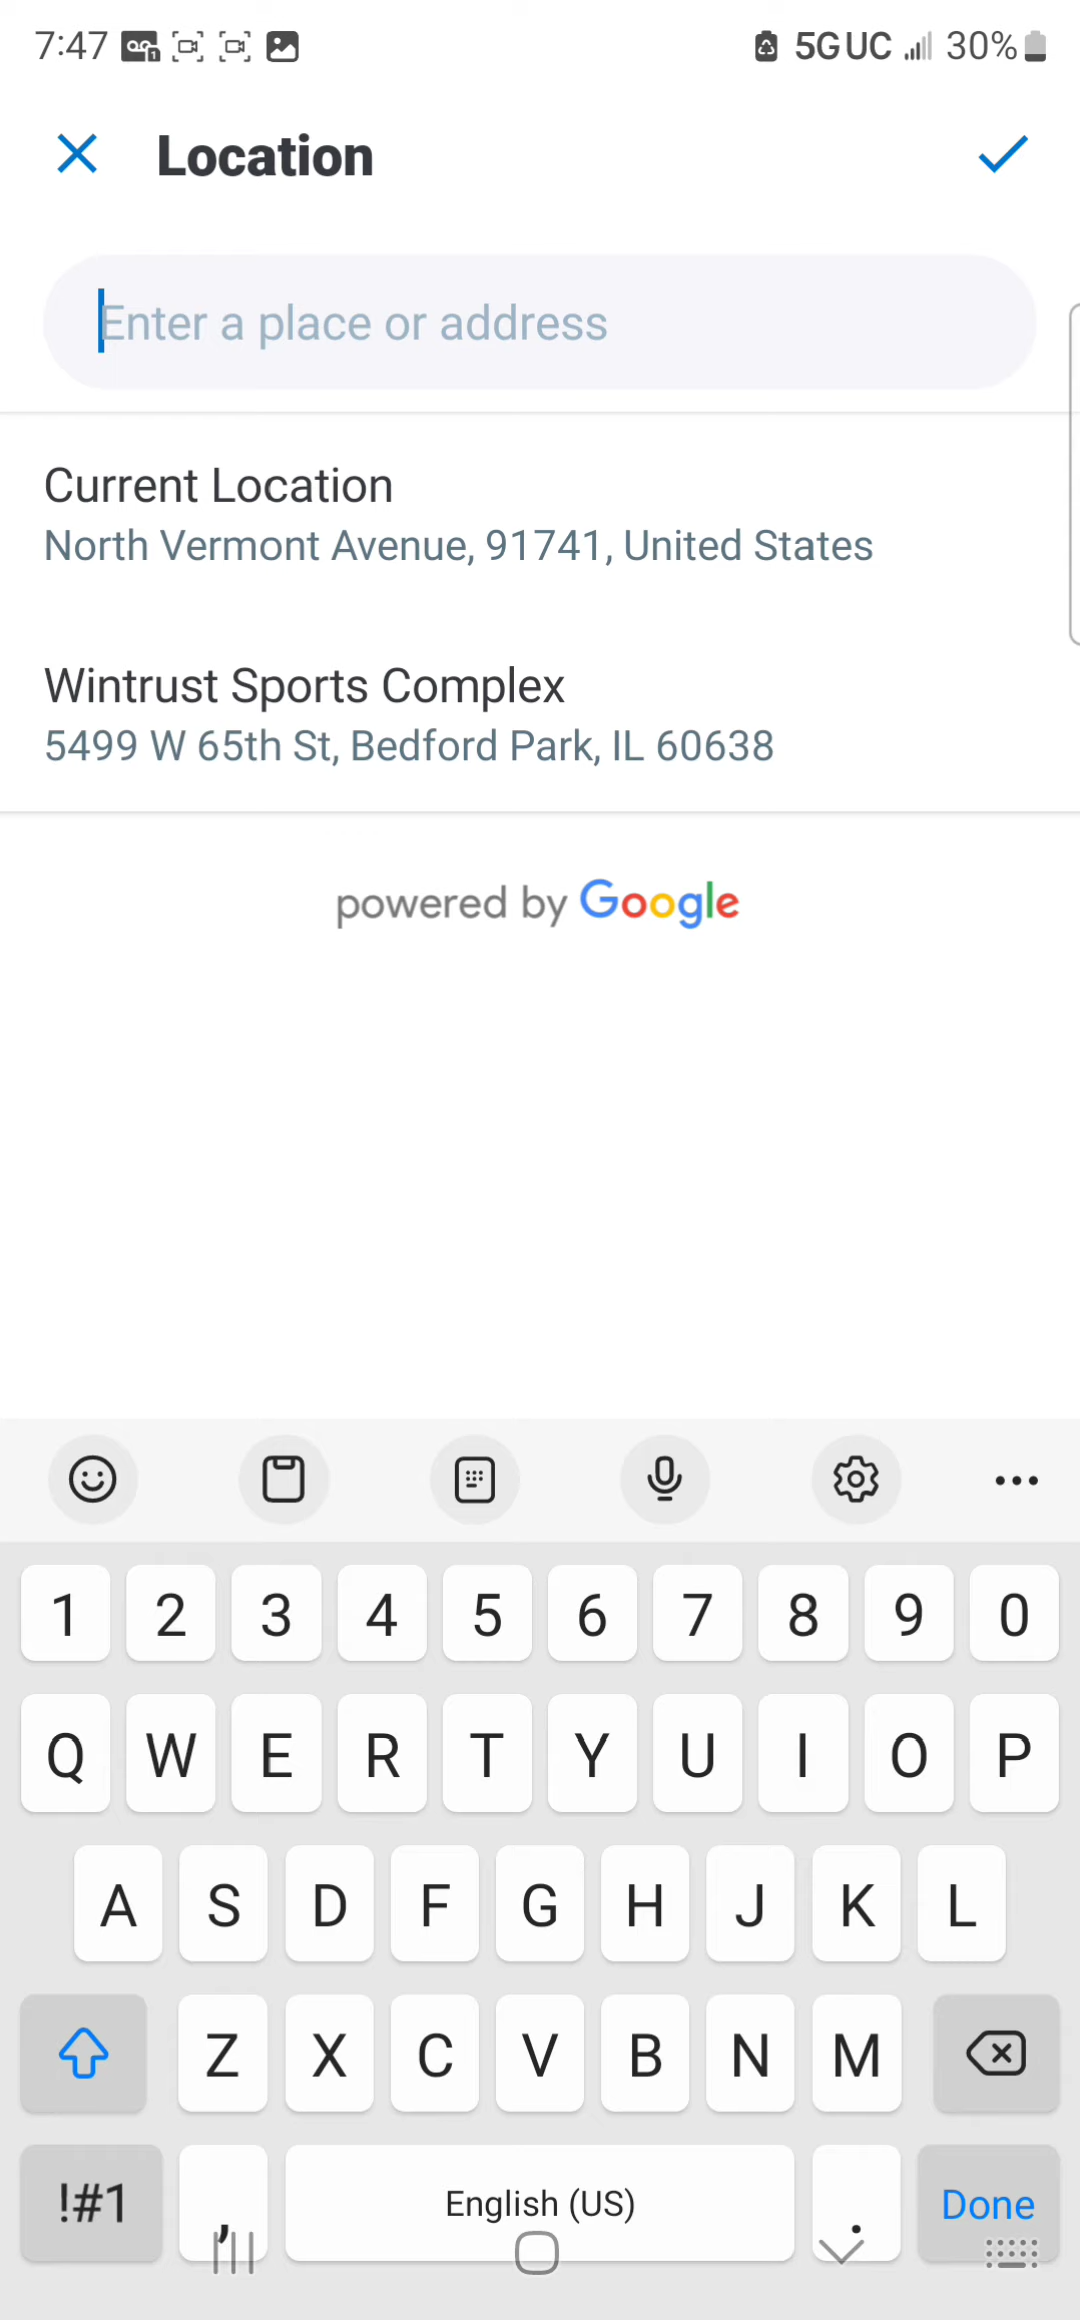 7:47 5G UC 30%
Location
Enter a place or address
Current Location
North Vermont Avenue, 91741, United States
Wintrust Sports Complex
5499 W 65th St, Bedford Park, IL 60638
powered by Google
1 2 3 4 5 6 7 8 9 0
Q W E R T Y U I O P
A S D F G H J K L
Z X C V B N M
!#1 , English (US) . Done